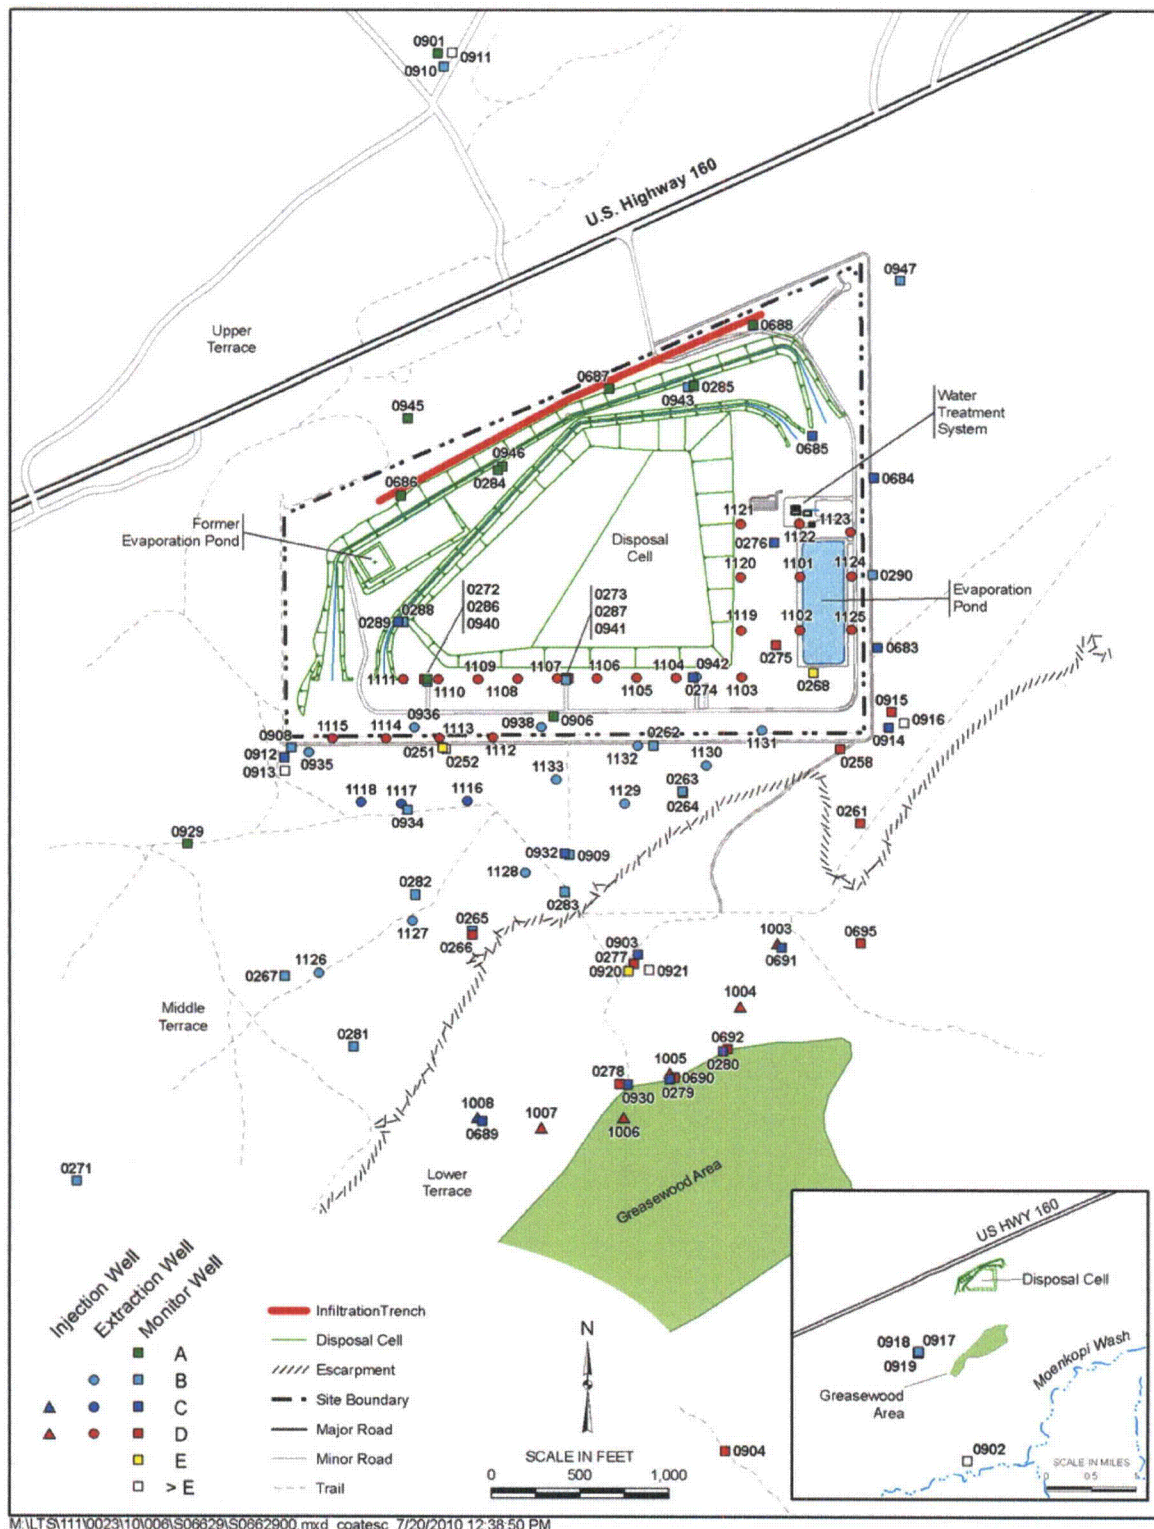 0901
0911
0910
U.S. Highway 160
0947
Upper
Terrace
0688
0687
0285
0943
0945
Water
Treatment
System
0685
0946
0284
0684
0686
Former
Evaporation Pond
Disposal
Cell
1121
1122
1123
0276
1120
1101
1124
0290
Evaporation
Pond
0272
0286
0940
0273
0287
0941
0288
0289
1119
1102
1125
0275
0683
0268
1111
1110
1109
1108
1107
1106
1105
1104
0942
0274
1103
0915
0916
0914
0936
0938
0906
0908
1115
1114
1113
1112
0262
1131
0912
0913
0935
0251
0252
1132
1130
0258
1133
0263
0264
1118
1117
1116
1129
0934
0261
0929
0932
0909
1128
0282
0283
1127
0265
0266
0903
0277
0920
0921
1003
0691
0695
0267
1126
Middle
Terrace
1004
0281
0692
0280
1005
0690
0279
0278
0930
1008
0689
1007
1006
0271
Lower
Terrace
Greasewood Area
Injection Well
Extraction Well
Monitor Well
A
B
C
D
E
> E
InfiltrationTrench
Disposal Cell
Escarpment
Site Boundary
Major Road
Minor Road
Trail
N
SCALE IN FEET
0 500 1,000
0904
US HWY 160
Disposal Cell
0918
0917
0919
Greasewood
Area
Moenkopi Wash
0902
SCALE IN MILES
0 0.5
M:\LTS\111\0023\10\006\S06629\S0662900.mxd coatesc 7/20/2010 12:38:50 PM